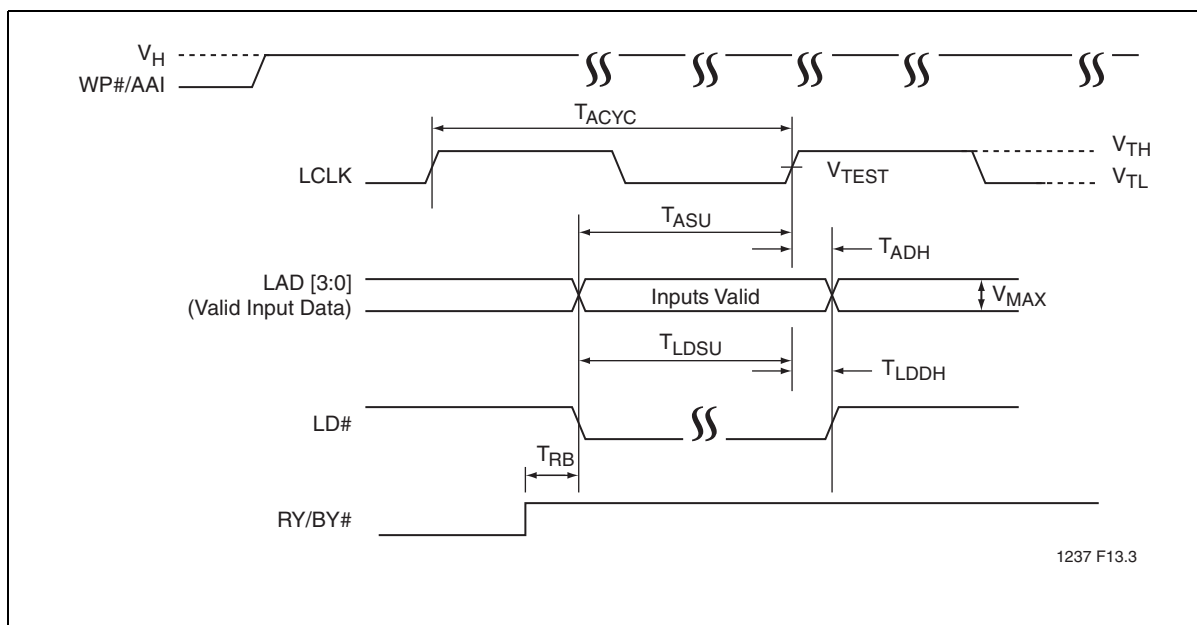 VH
WP#/AAI
TACYC
LCLK
VTEST
VTH
VTL
TASU
TADH
LAD [3:0]
(Valid Input Data)
Inputs Valid
VMAX
TLDSU
TLDDH
LD#
TRB
RY/BY#
1237 F13.3